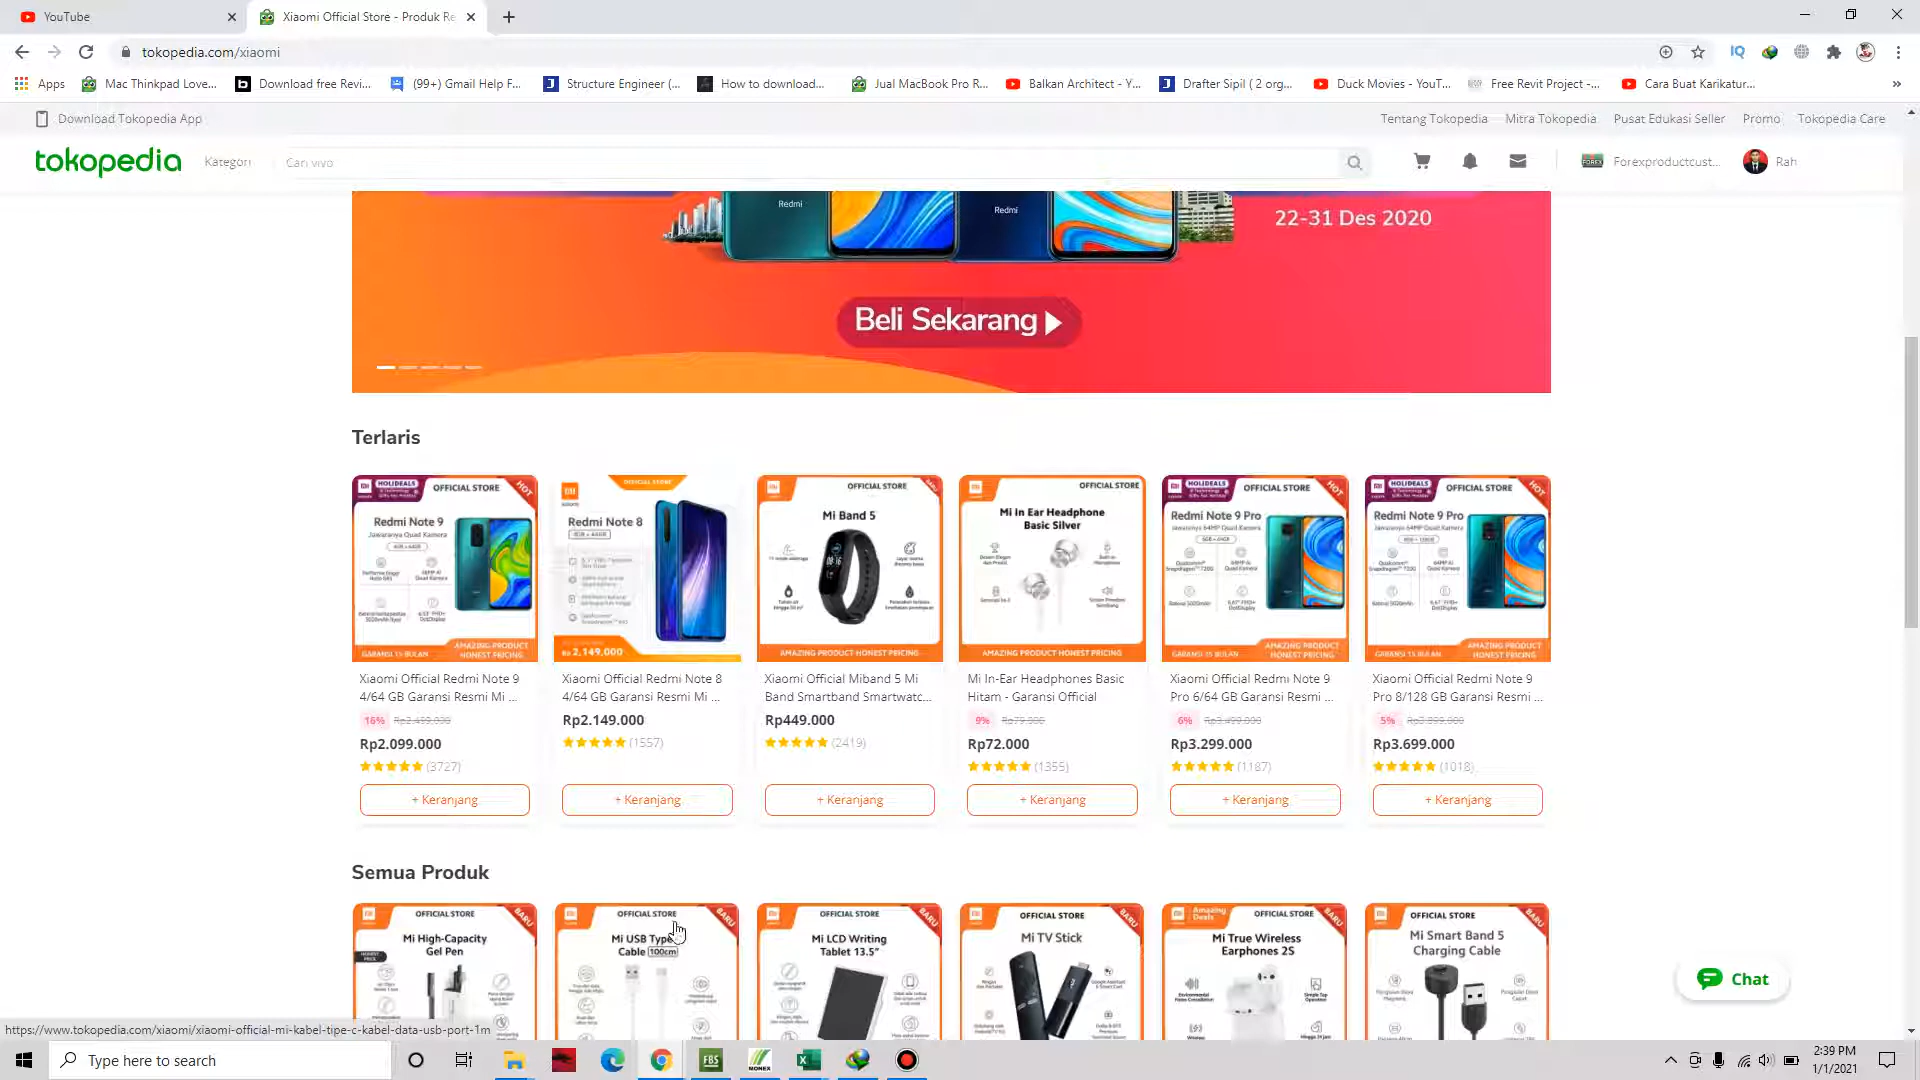 YouTube
Xiaomi Official Store - Produk Re
tokopedia.com/xiaomi
Apps
Mac Thinkpad Love...
Download free Revi...
(99+) Gmail Help F...
Structure Engineer (...
How to download...
Jual MacBook Pro R...
Balkan Architect - Y...
Drafter Sipil ( 2 org...
Duck Movies - YouT...
Free Revit Project -...
Cara Buat Karikatur...
Download Tokopedia App
Tentang Tokopedia
Mitra Tokopedia
Pusat Edukasi Seller
Promo
Tokopedia Care
tokopedia
Kategori
Cari vivo
Forexproductcust...
Rah
Redmi
Redmi
22-31 Des 2020
Beli Sekarang
Terlaris
HOLIDEALS
OFFICIAL STORE
HOT
Redmi Note 9
Jawaranya Quad Kamera
GARANSI 15 BULAN
AMAZING PRODUCT
HONEST PRICING
OFFICIAL STORE
Redmi Note 8
Rp 2.149.000
OFFICIAL STORE
BARU
Mi Band 5
AMAZING PRODUCT HONEST PRICING
OFFICIAL STORE
Mi In Ear Headphone
Basic Silver
AMAZING PRODUCT HONEST PRICING
HOLIDEALS
OFFICIAL STORE
HOT
Redmi Note 9 Pro
Jawaranya 64MP Quad Kamera
GARANSI 15 BULAN
AMAZING PRODUCT
HONEST PRICING
HOLIDEALS
OFFICIAL STORE
HOT
Redmi Note 9 Pro
Jawaranya 64MP Quad Kamera
GARANSI 15 BULAN
AMAZING PRODUCT
HONEST PRICING
Xiaomi Official Redmi Note 9
4/64 GB Garansi Resmi Mi ...
16% Rp2.499.000
Rp2.099.000
(3727)
+ Keranjang
Xiaomi Official Redmi Note 8
4/64 GB Garansi Resmi Mi ...
Rp2.149.000
(1557)
+ Keranjang
Xiaomi Official Miband 5 Mi
Band Smartband Smartwatc...
Rp449.000
(2419)
+ Keranjang
Mi In-Ear Headphones Basic
Hitam - Garansi Official
9% Rp79.000
Rp72.000
(1355)
+ Keranjang
Xiaomi Official Redmi Note 9
Pro 6/64 GB Garansi Resmi ...
6% Rp3.499.000
Rp3.299.000
(1187)
+ Keranjang
Xiaomi Official Redmi Note 9
Pro 8/128 GB Garansi Resmi ...
5% Rp3.899.000
Rp3.699.000
(1018)
+ Keranjang
Semua Produk
OFFICIAL STORE
BARU
Mi High-Capacity
Gel Pen
OFFICIAL STORE
BARU
Mi USB Type
Cable 100cm
OFFICIAL STORE
BARU
Mi LCD Writing
Tablet 13.5"
OFFICIAL STORE
BARU
Mi TV Stick
Amazing
Deals
OFFICIAL STORE
BARU
Mi True Wireless
Earphones 2S
OFFICIAL STORE
BARU
Mi Smart Band 5
Charging Cable
Chat
https://www.tokopedia.com/xiaomi/xiaomi-official-mi-kabel-tipe-c-kabel-data-usb-port-1m
Type here to search
FBS
MONEX
2:39 PM
1/1/2021